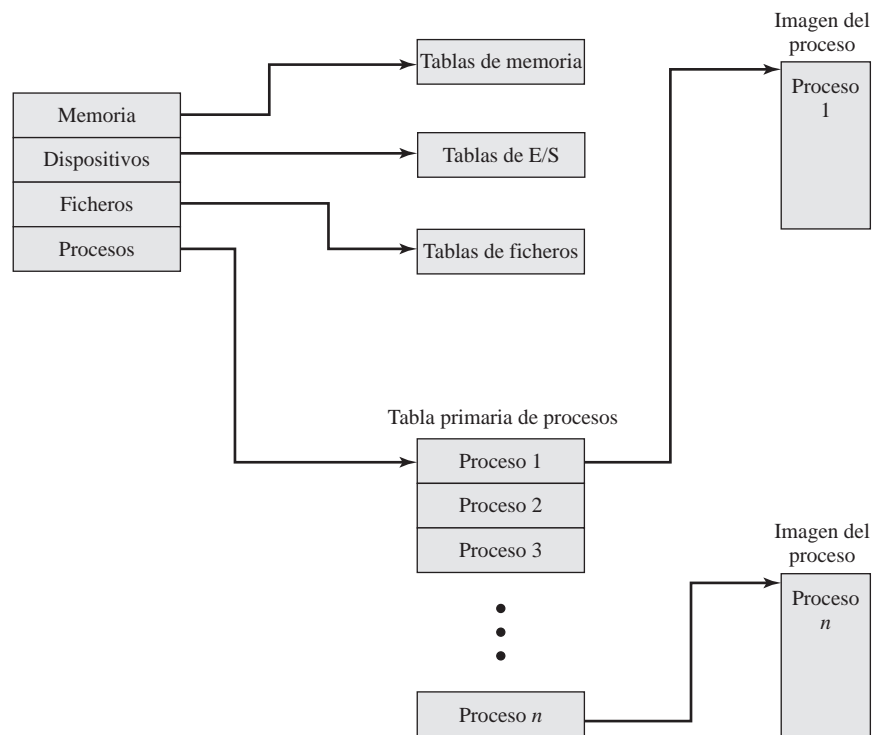 Memoria
Dispositivos
Ficheros
Procesos
Tablas de memoria
Tablas de E/S
Tablas de ficheros
Tabla primaria de procesos
Proceso 1
Proceso 2
Proceso 3
Proceso n
Imagen del
proceso
Proceso
1
Imagen del
proceso
Proceso
n